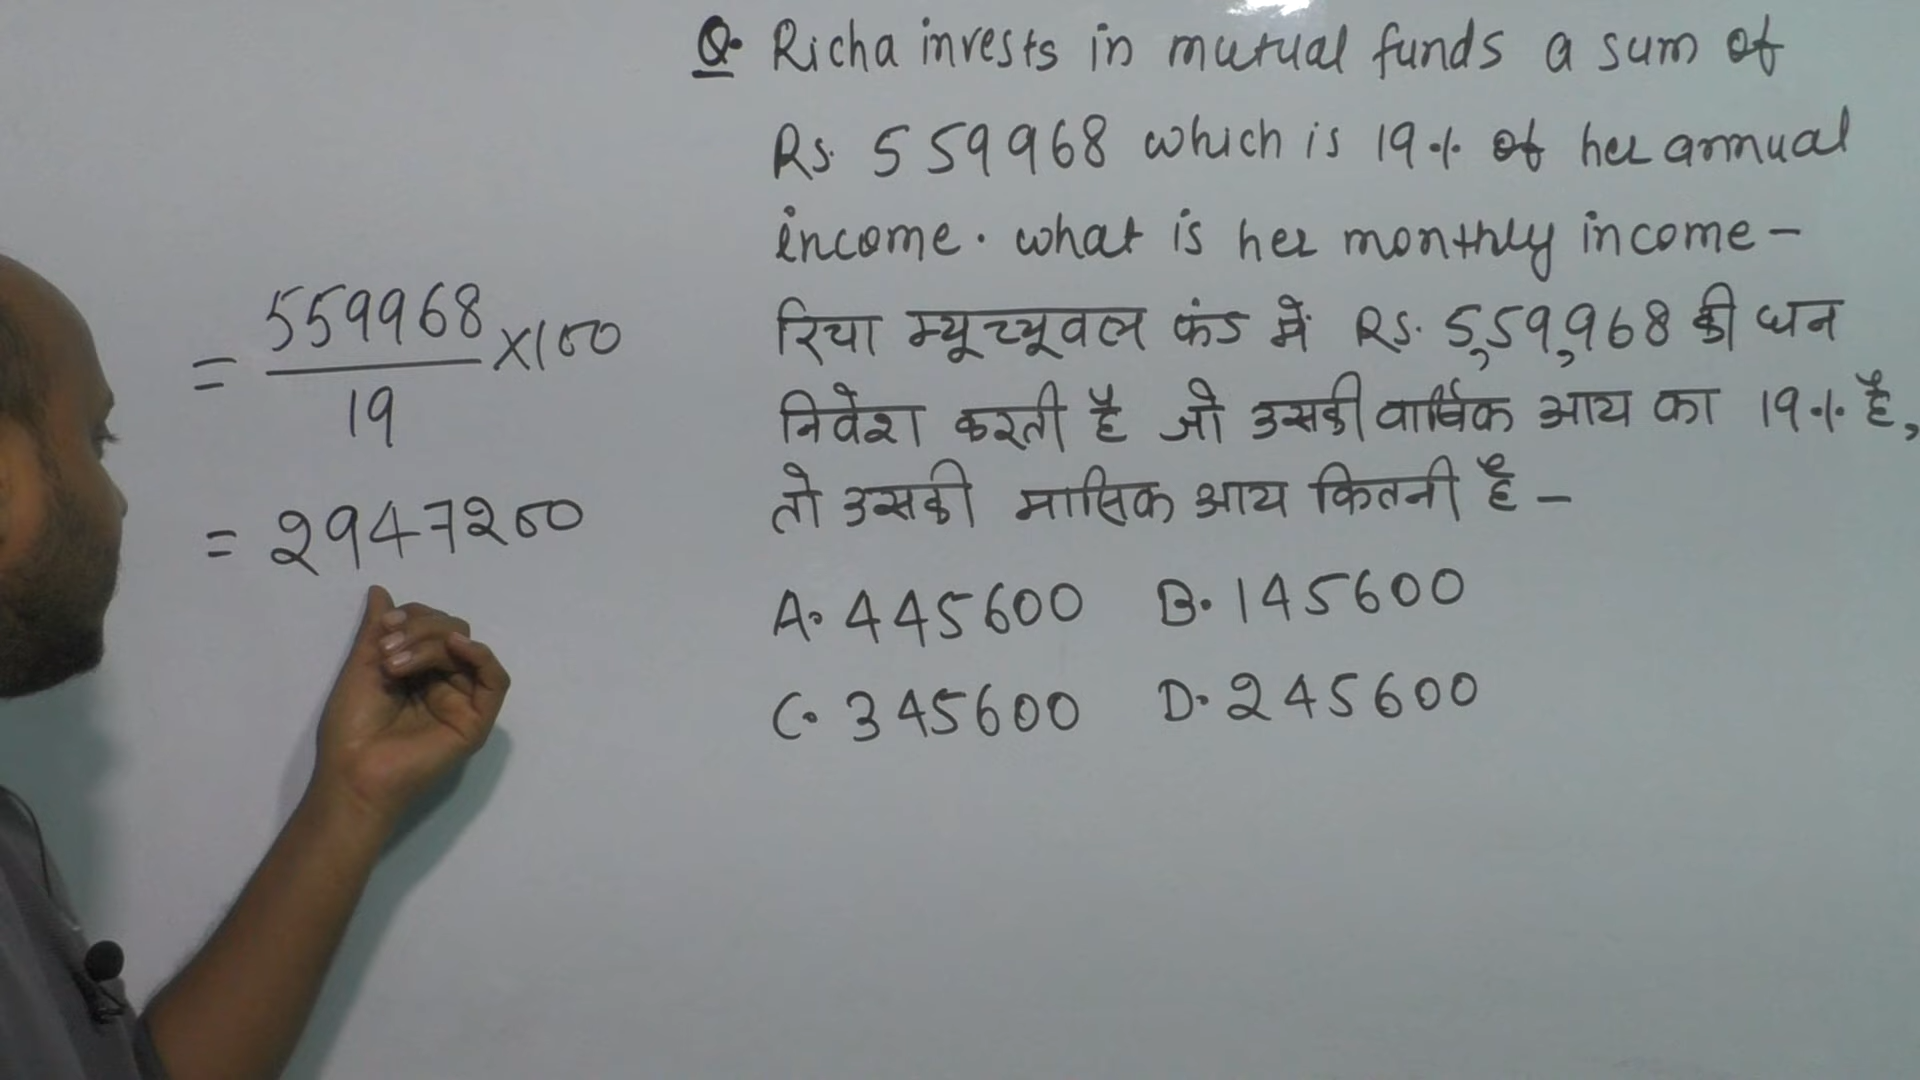 Q. Richa invests in mutual funds a sum of
Rs. 559968 which is 19% of her annual
income. what is her monthly income -
रिचा म्यूच्यूवल फंड में RS. 5,59,968 की धन
निवेश करती है जो उसकी वार्षिक आय का 19% है,
तो उसकी मासिक आय कितनी है -
A. 445600 B. 145600
C. 345600 D. 245600
= 559968/19 ×100
= 2947200